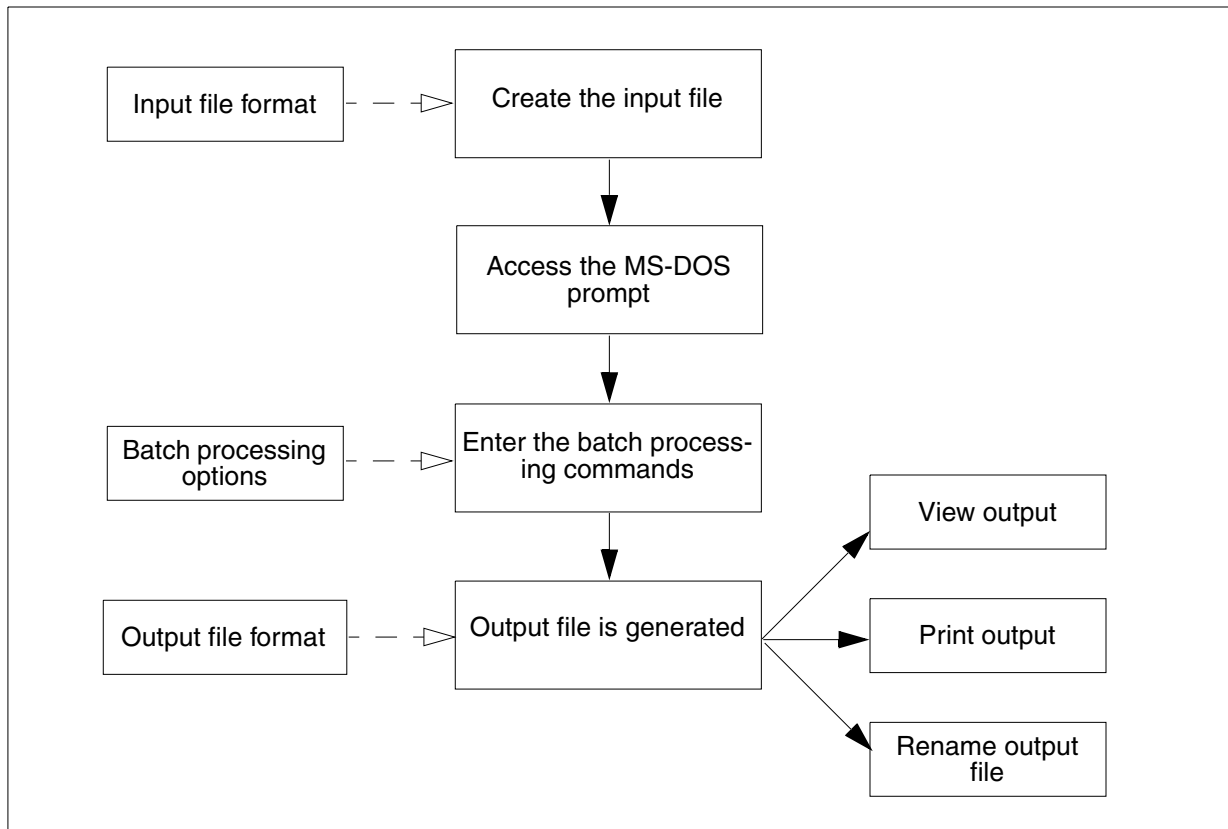 Input file format
Create the input file
Access the MS-DOS
prompt
Batch processing
options
Enter the batch process-
ing commands
View output
Output file format
Output file is generated
Print output
Rename output
file